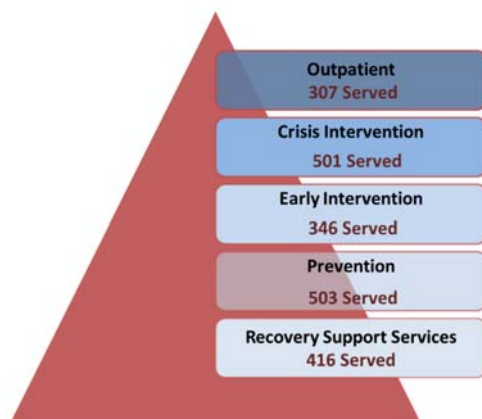 Outpatient
307 Served
Crisis Intervention
501 Served
Early Intervention
346 Served
Prevention
503 Served
Recovery Support Services
416 Served